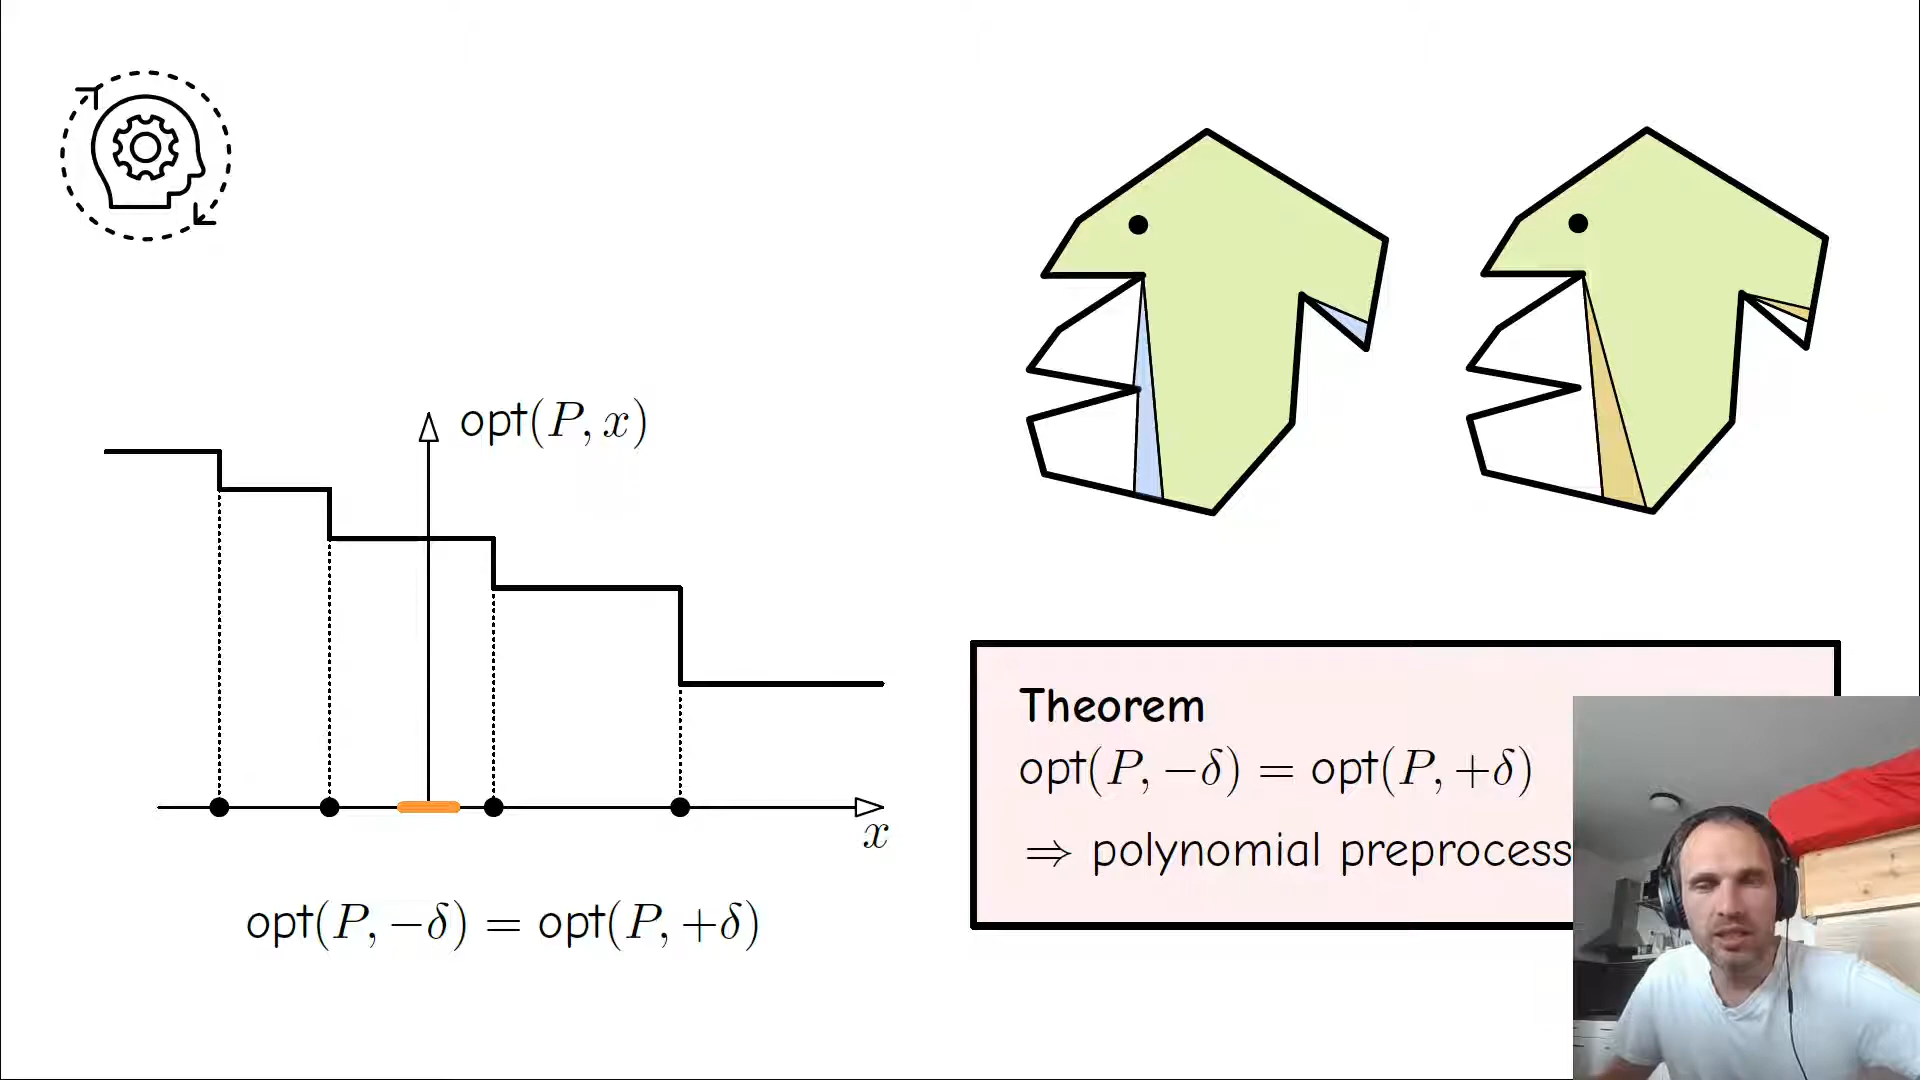 opt(P, x)
x
opt(P, −δ) = opt(P, +δ)
Theorem
opt(P, −δ) = opt(P, +δ)
⇒ polynomial preprocess